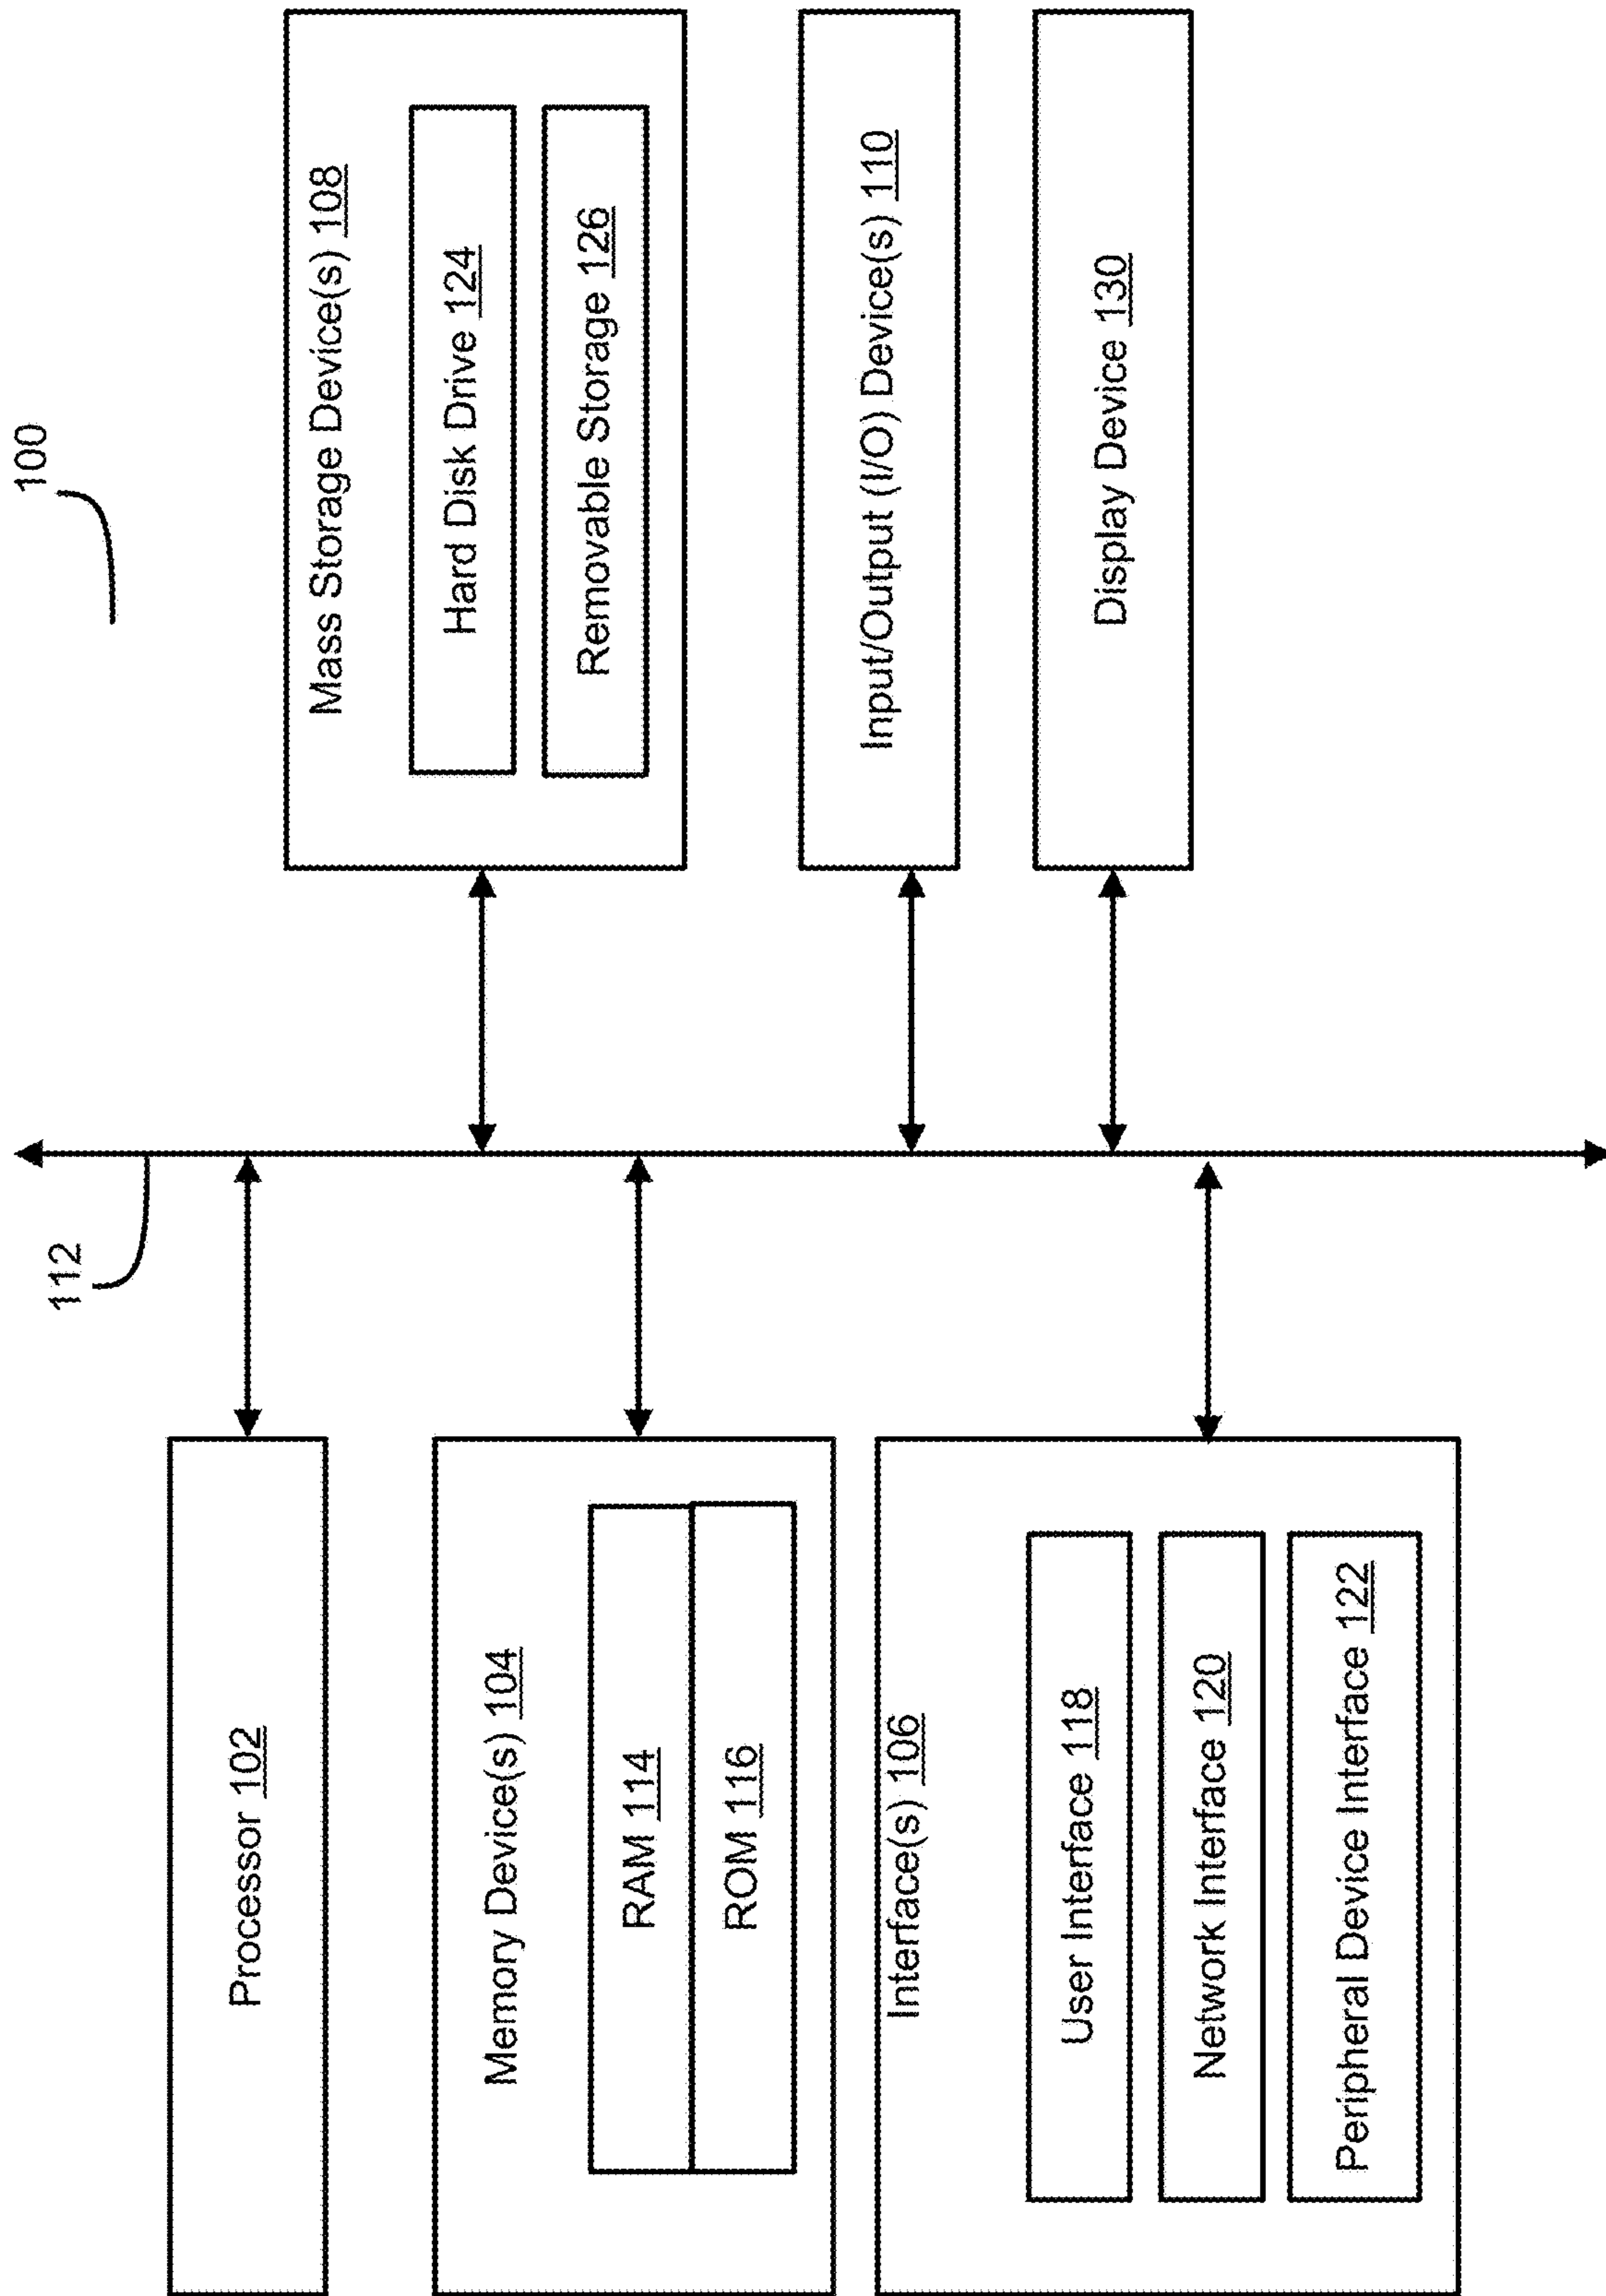 100
112
Processor 102
Memory Device(s) 104
RAM 114
ROM 116
Interface(s) 106
User Interface 118
Network Interface 120
Peripheral Device Interface 122
Mass Storage Device(s) 108
Hard Disk Drive 124
Removable Storage 126
Input/Output (I/O) Device(s) 110
Display Device 130